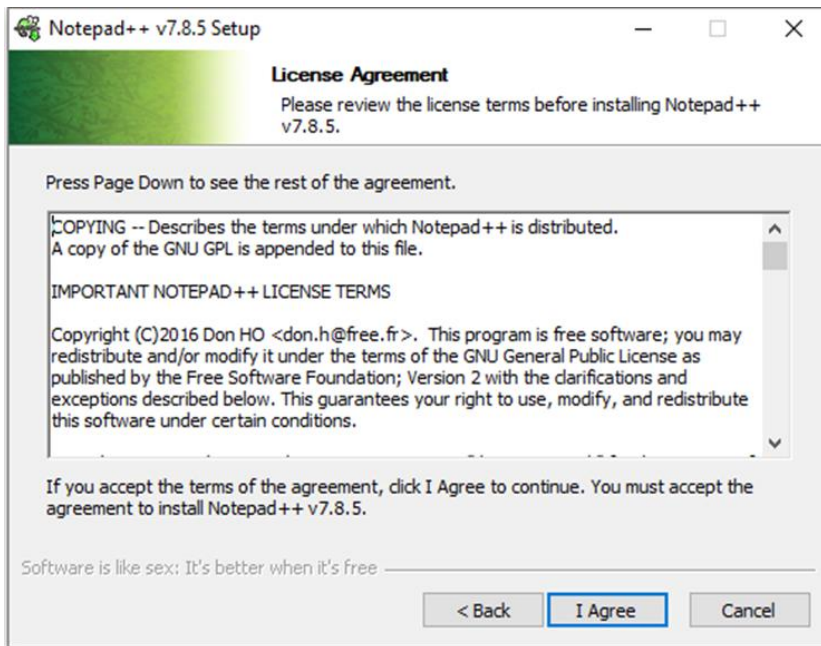 Notepad++ v7.8.5 Setup
License Agreement
Please review the license terms before installing Notepad++
v7.8.5.
Press Page Down to see the rest of the agreement.
COPYING -- Describes the terms under which Notepad++ is distributed.
A copy of the GNU GPL is appended to this file.
IMPORTANT NOTEPAD++ LICENSE TERMS
Copyright (C)2016 Don HO <don.h@free.fr>. This program is free software; you may
redistribute and/or modify it under the terms of the GNU General Public License as
published by the Free Software Foundation; Version 2 with the clarifications and
exceptions described below. This guarantees your right to use, modify, and redistribute
this software under certain conditions.
If you accept the terms of the agreement, click I Agree to continue. You must accept the
agreement to install Notepad++ v7.8.5.
Software is like sex: It's better when it's free
< Back
I Agree
Cancel